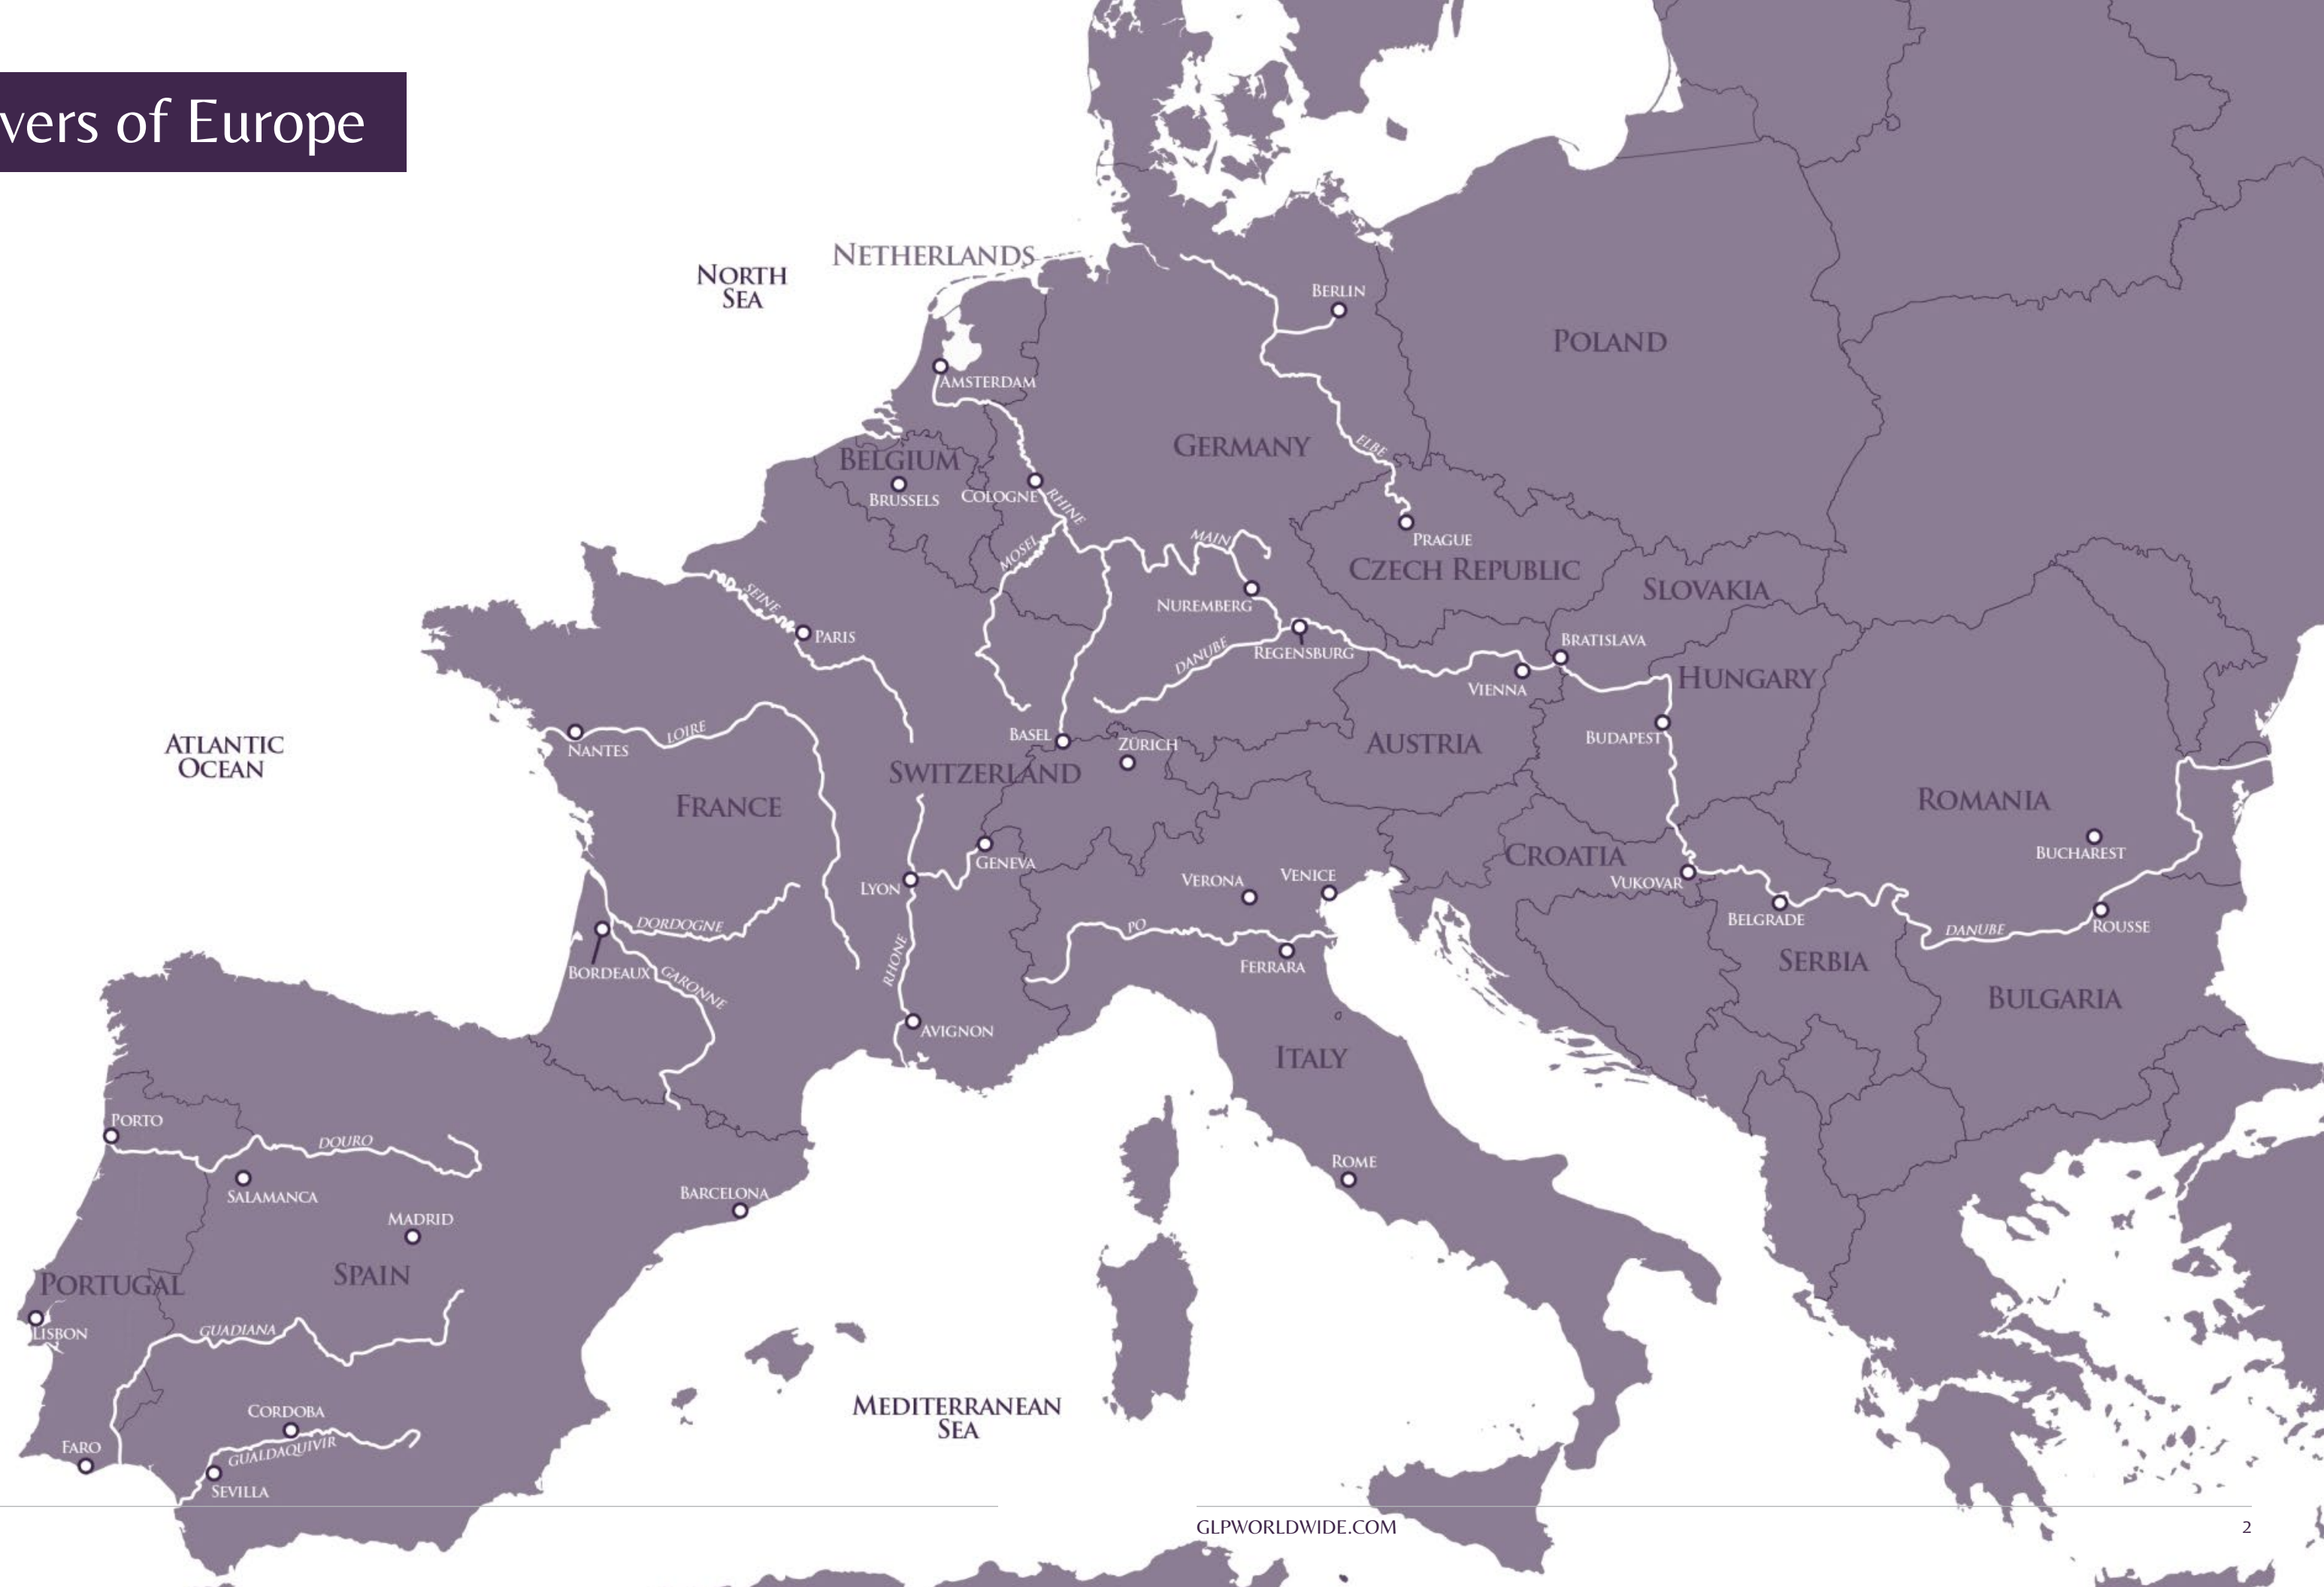 vers of Europe
NETHERLANDS
NORTH
SEA
BERLIN
POLAND
AMSTERDAM
GERMANY
ELBE
BELGIUM
BRUSSELS
COLOGNE
RHINE
MAIN
PRAGUE
MOSEL
CZECH REPUBLIC
SLOVAKIA
SEINE
NUREMBERG
PARIS
BRATISLAVA
DANUBE
REGENSBURG
HUNGARY
VIENNA
LOIRE
NANTES
BASEL
ZÜRICH
BUDAPEST
AUSTRIA
ATLANTIC
OCEAN
SWITZERLAND
FRANCE
ROMANIA
GENEVA
CROATIA
BUCHAREST
LYON
VERONA
VENICE
VUKOVAR
DORDOGNE
PO
BELGRADE
DANUBE
ROUSSE
RHONE
FERRARA
BORDEAUX
GARONNE
SERBIA
BULGARIA
AVIGNON
ITALY
PORTO
DOURO
ROME
SALAMANCA
BARCELONA
MADRID
PORTUGAL
SPAIN
LISBON
GUADIANA
MEDITERRANEAN
SEA
CORDOBA
FARO
GUALDAQUIVIR
SEVILLA
GLPWORLDWIDE.COM
2